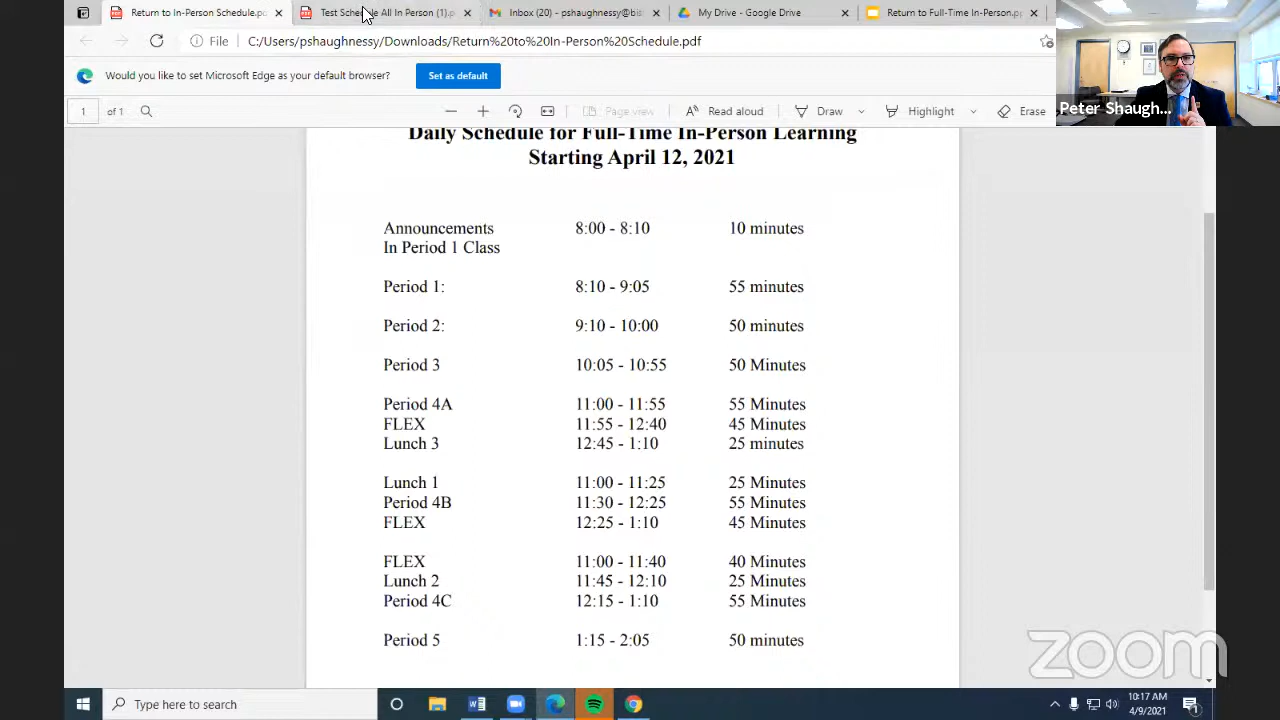 Return to In-Person Schedule.pc
Test Schedule All In Person (1).p
Inbox (20) - pshaughnessy@bis
My Drive - Google Drive
Return to Full-Time In-Person.pp
File
C:/Users/pshaughnessy/Downloads/Return%20to%20In-Person%20Schedule.pdf
Would you like to set Microsoft Edge as your default browser?
Set as default
1 of 1
Page view
Read aloud
Draw
Highlight
Erase
Peter Shaugh...
Daily Schedule for Full-Time In-Person Learning
Starting April 12, 2021
Announcements 8:00 - 8:10 10 minutes
In Period 1 Class
Period 1: 8:10 - 9:05 55 minutes
Period 2: 9:10 - 10:00 50 minutes
Period 3 10:05 - 10:55 50 Minutes
Period 4A 11:00 - 11:55 55 Minutes
FLEX 11:55 - 12:40 45 Minutes
Lunch 3 12:45 - 1:10 25 minutes
Lunch 1 11:00 - 11:25 25 Minutes
Period 4B 11:30 - 12:25 55 Minutes
FLEX 12:25 - 1:10 45 Minutes
FLEX 11:00 - 11:40 40 Minutes
Lunch 2 11:45 - 12:10 25 Minutes
Period 4C 12:15 - 1:10 55 Minutes
Period 5 1:15 - 2:05 50 minutes
zoom
Type here to search
10:17 AM
4/9/2021
1